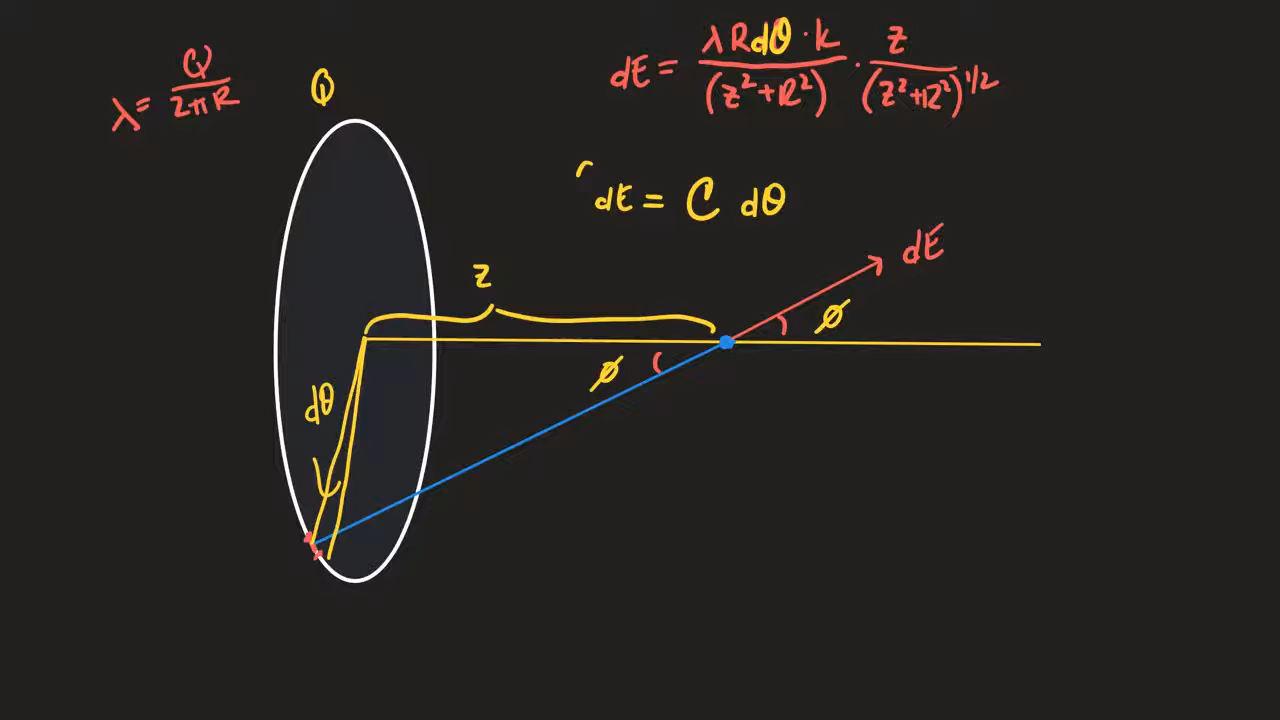 λ = Q / 2πR
Q
dE = λRdθ·k / (z²+R²) · z / (z²+R²)^1/2
dE = C dθ
dE
z
φ
φ
dθ